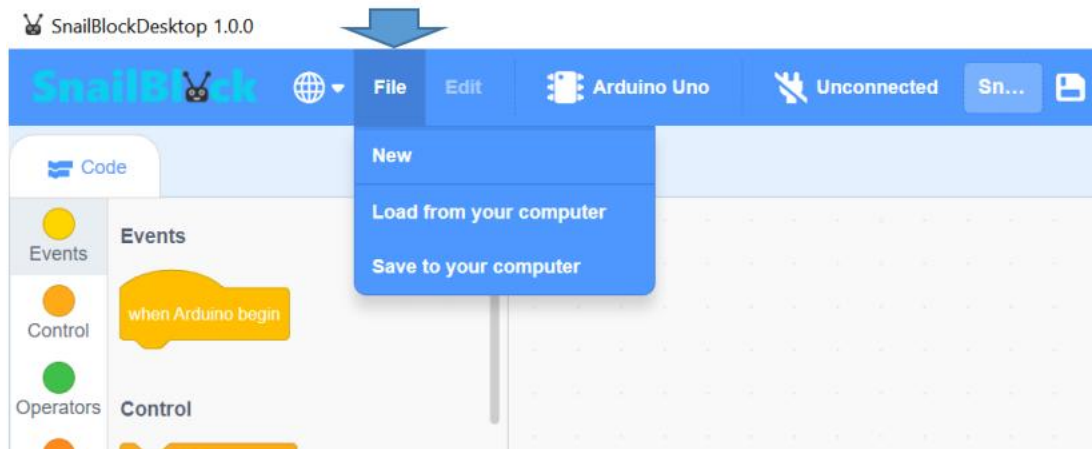 SnailBlockDesktop 1.0.0
SnailBlock File Edit Arduino Uno Unconnected Sn...
New
Code
Load from your computer
Events
Events
Save to your computer
when Arduino begin
Control
Operators
Control